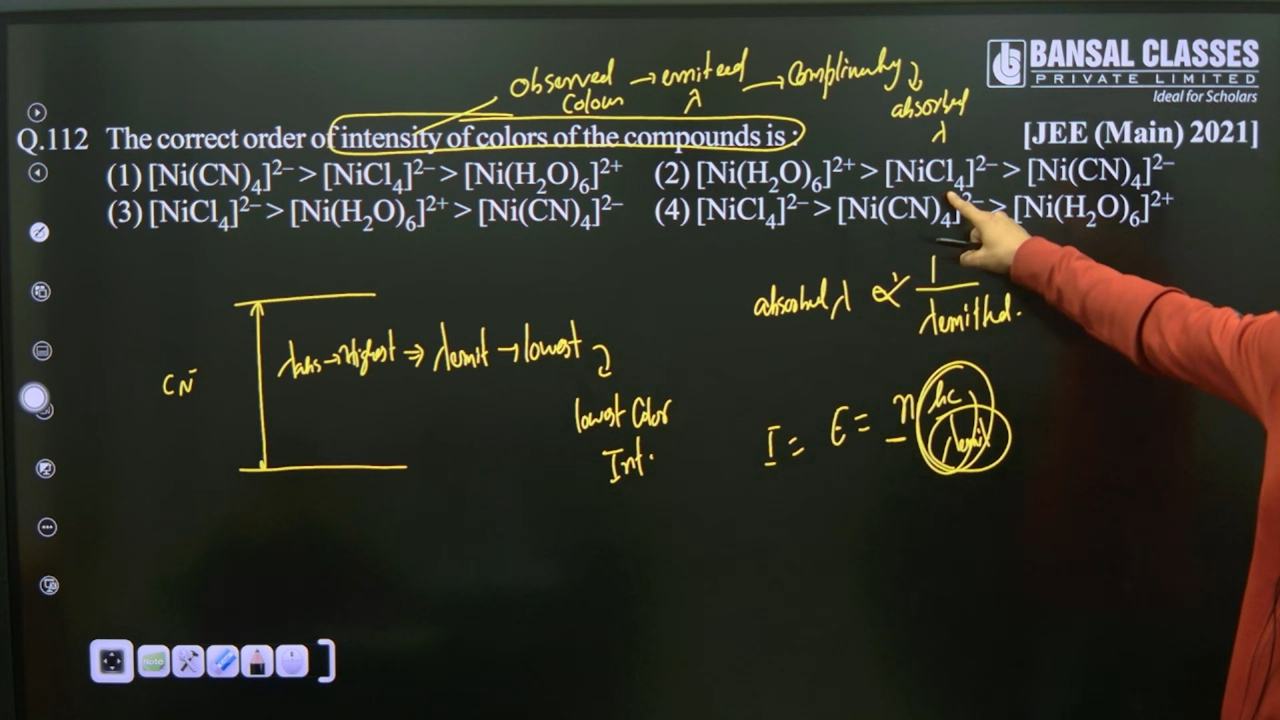 BANSAL CLASSES
PRIVATE LIMITED
Ideal for Scholars
Observed Colour → emitted λ → Complimentry
absorbed λ
Q.112 The correct order of intensity of colors of the compounds is : [JEE (Main) 2021]
(1) [Ni(CN)₄]²⁻ > [NiCl₄]²⁻ > [Ni(H₂O)₆]²⁺ (2) [Ni(H₂O)₆]²⁺ > [NiCl₄]²⁻ > [Ni(CN)₄]²⁻
(3) [NiCl₄]²⁻ > [Ni(H₂O)₆]²⁺ > [Ni(CN)₄]²⁻ (4) [NiCl₄]²⁻ > [Ni(CN)₄]²⁻ > [Ni(H₂O)₆]²⁺
absorbed λ ∝ 1/λemitted.
CN⁻
λabs → Highest ⇒ λemit → lowest
lowest Color
Int.
I = E = n hc/λemit
Note